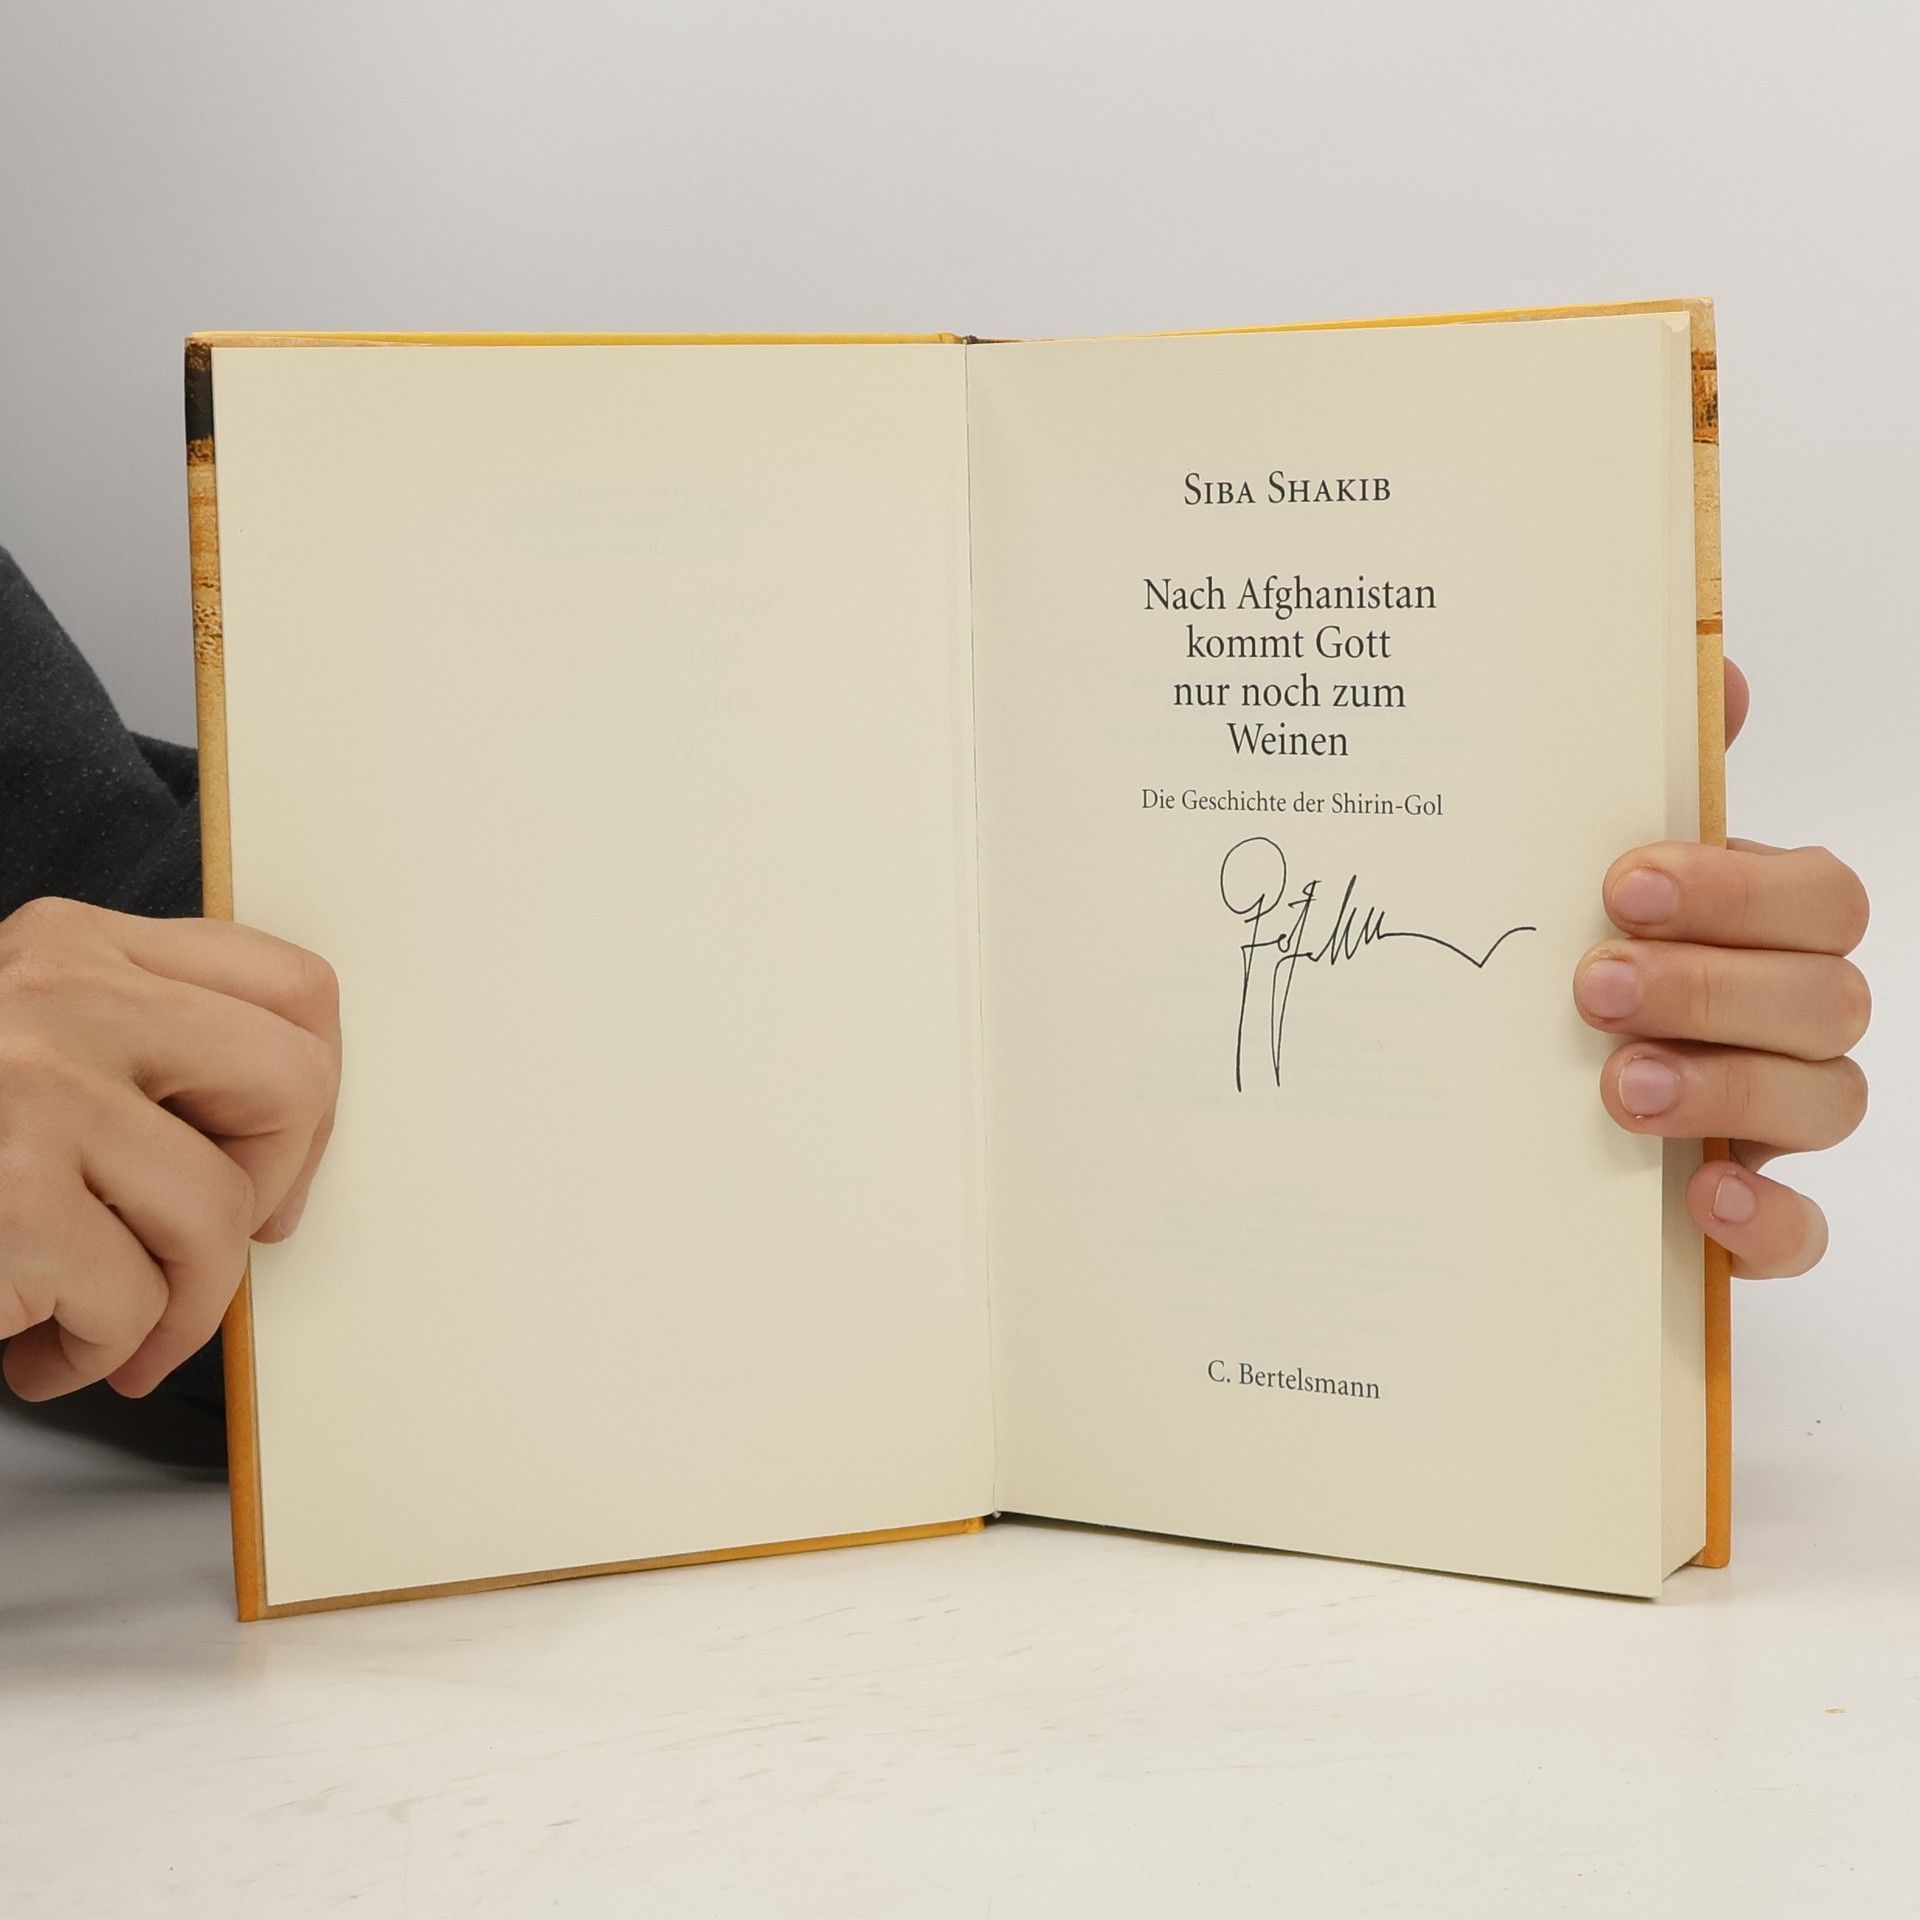 SIBA SHAKIB
Nach Afghanistan
kommt Gott
nur noch zum
Weinen
Die Geschichte der Shirin-Gol
C. Bertelsmann